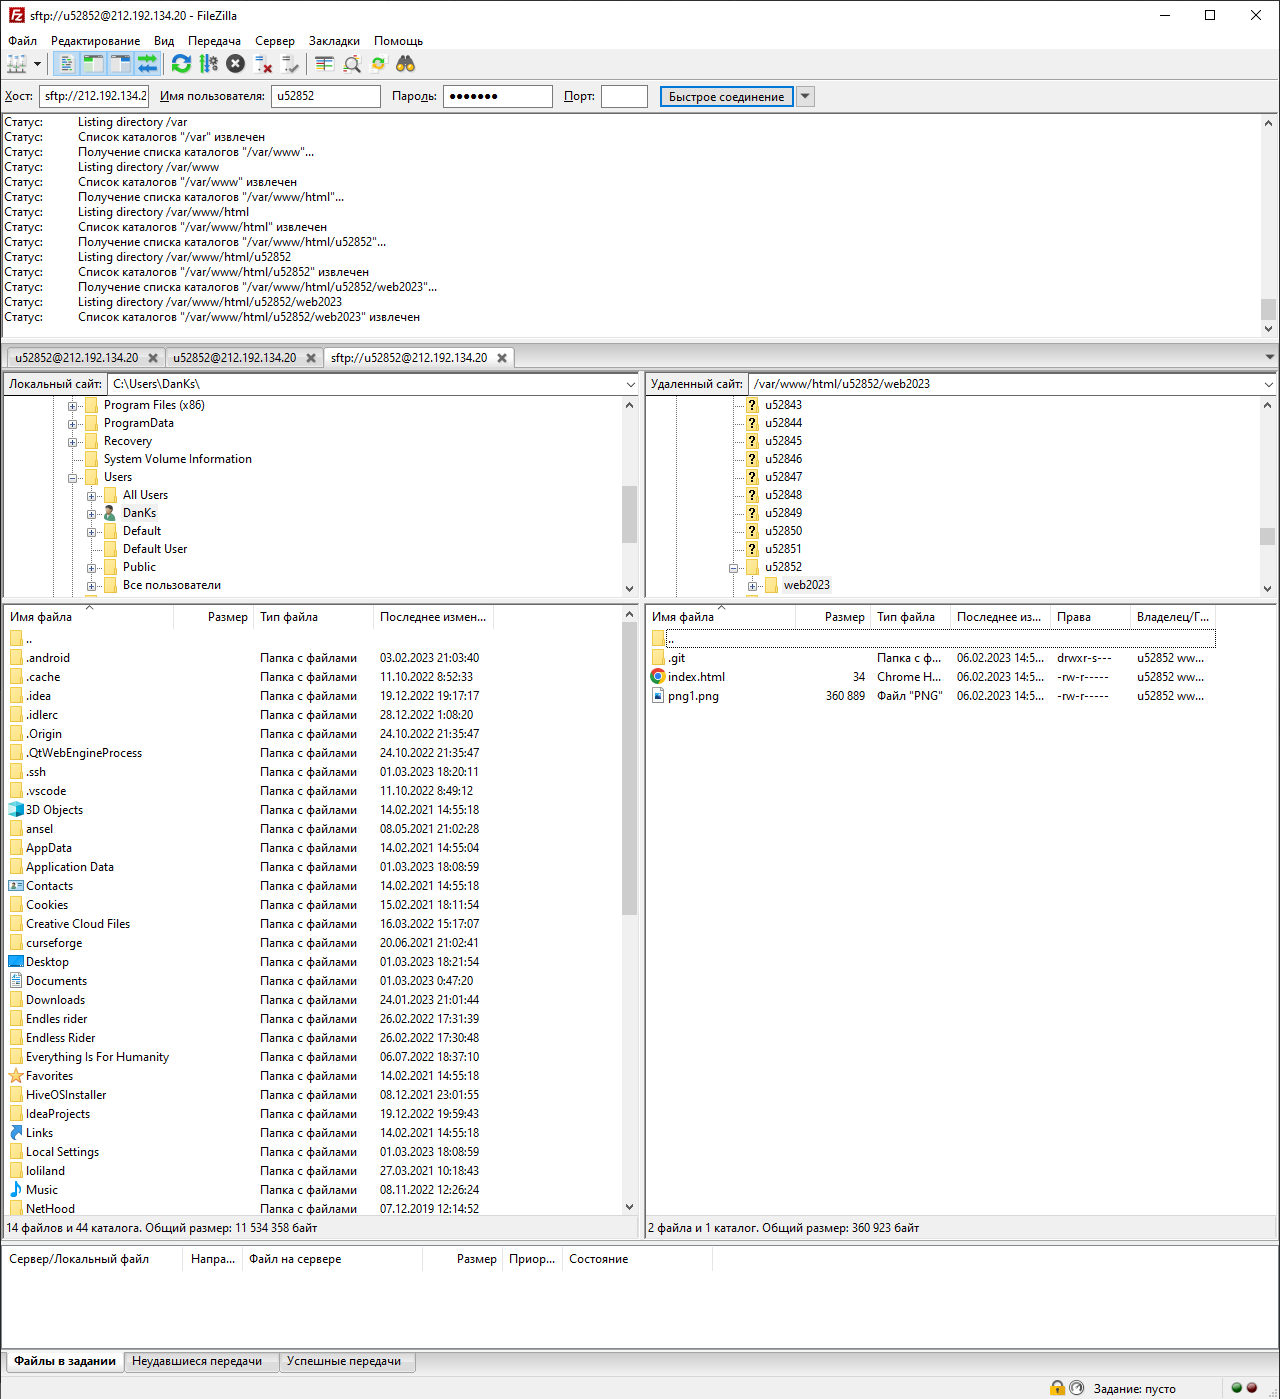 sftp://u52852@212.192.134.20 - FileZilla
Файл Редактирование Вид Передача Сервер Закладки Помощь
Хост: sftp://212.192.134.2 Имя пользователя: u52852 Пароль: ●●●●●●● Порт: Быстрое соединение
Статус: Listing directory /var
Статус: Список каталогов "/var" извлечен
Статус: Получение списка каталогов "/var/www"...
Статус: Listing directory /var/www
Статус: Список каталогов "/var/www" извлечен
Статус: Получение списка каталогов "/var/www/html"...
Статус: Listing directory /var/www/html
Статус: Список каталогов "/var/www/html" извлечен
Статус: Получение списка каталогов "/var/www/html/u52852"...
Статус: Listing directory /var/www/html/u52852
Статус: Список каталогов "/var/www/html/u52852" извлечен
Статус: Получение списка каталогов "/var/www/html/u52852/web2023"...
Статус: Listing directory /var/www/html/u52852/web2023
Статус: Список каталогов "/var/www/html/u52852/web2023" извлечен
u52852@212.192.134.20 u52852@212.192.134.20 sftp://u52852@212.192.134.20
Локальный сайт: C:\Users\DanKs\
Program Files (x86)
ProgramData
Recovery
System Volume Information
Users
All Users
DanKs
Default
Default User
Public
Все пользователи
Удаленный сайт: /var/www/html/u52852/web2023
u52843
u52844
u52845
u52846
u52847
u52848
u52849
u52850
u52851
u52852
web2023
Имя файла Размер Тип файла Последнее измен...
..
.android Папка с файлами 03.02.2023 21:03:40
.cache Папка с файлами 11.10.2022 8:52:33
.idea Папка с файлами 19.12.2022 19:17:17
.idlerc Папка с файлами 28.12.2022 1:08:20
.Origin Папка с файлами 24.10.2022 21:35:47
.QtWebEngineProcess Папка с файлами 24.10.2022 21:35:47
.ssh Папка с файлами 01.03.2023 18:20:11
.vscode Папка с файлами 11.10.2022 8:49:12
3D Objects Папка с файлами 14.02.2021 14:55:18
ansel Папка с файлами 08.05.2021 21:02:28
AppData Папка с файлами 14.02.2021 14:55:04
Application Data Папка с файлами 01.03.2023 18:08:59
Contacts Папка с файлами 14.02.2021 14:55:18
Cookies Папка с файлами 15.02.2021 18:11:54
Creative Cloud Files Папка с файлами 16.03.2022 15:17:07
curseforge Папка с файлами 20.06.2021 21:02:41
Desktop Папка с файлами 01.03.2023 18:21:54
Documents Папка с файлами 01.03.2023 0:47:20
Downloads Папка с файлами 24.01.2023 21:01:44
Endles rider Папка с файлами 26.02.2022 17:31:39
Endless Rider Папка с файлами 26.02.2022 17:30:48
Everything Is For Humanity Папка с файлами 06.07.2022 18:37:10
Favorites Папка с файлами 14.02.2021 14:55:18
HiveOSInstaller Папка с файлами 08.12.2021 23:01:55
IdeaProjects Папка с файлами 19.12.2022 19:59:43
Links Папка с файлами 14.02.2021 14:55:18
Local Settings Папка с файлами 01.03.2023 18:08:59
loliland Папка с файлами 27.03.2021 10:18:43
Music Папка с файлами 08.11.2022 12:26:24
NetHood Папка с файлами 07.12.2019 12:14:52
14 файлов и 44 каталога. Общий размер: 11 534 358 байт
Имя файла Размер Тип файла Последнее из... Права Владелец/Г...
..
.git Папка с ф... 06.02.2023 14:5... drwxr-s--- u52852 ww...
index.html 34 Chrome H... 06.02.2023 14:5... -rw-r----- u52852 ww...
png1.png 360 889 Файл "PNG" 06.02.2023 14:5... -rw-r----- u52852 ww...
2 файла и 1 каталог. Общий размер: 360 923 байт
Сервер/Локальный файл Напра... Файл на сервере Размер Приор... Состояние
Файлы в задании Неудавшиеся передачи Успешные передачи
Задание: пусто